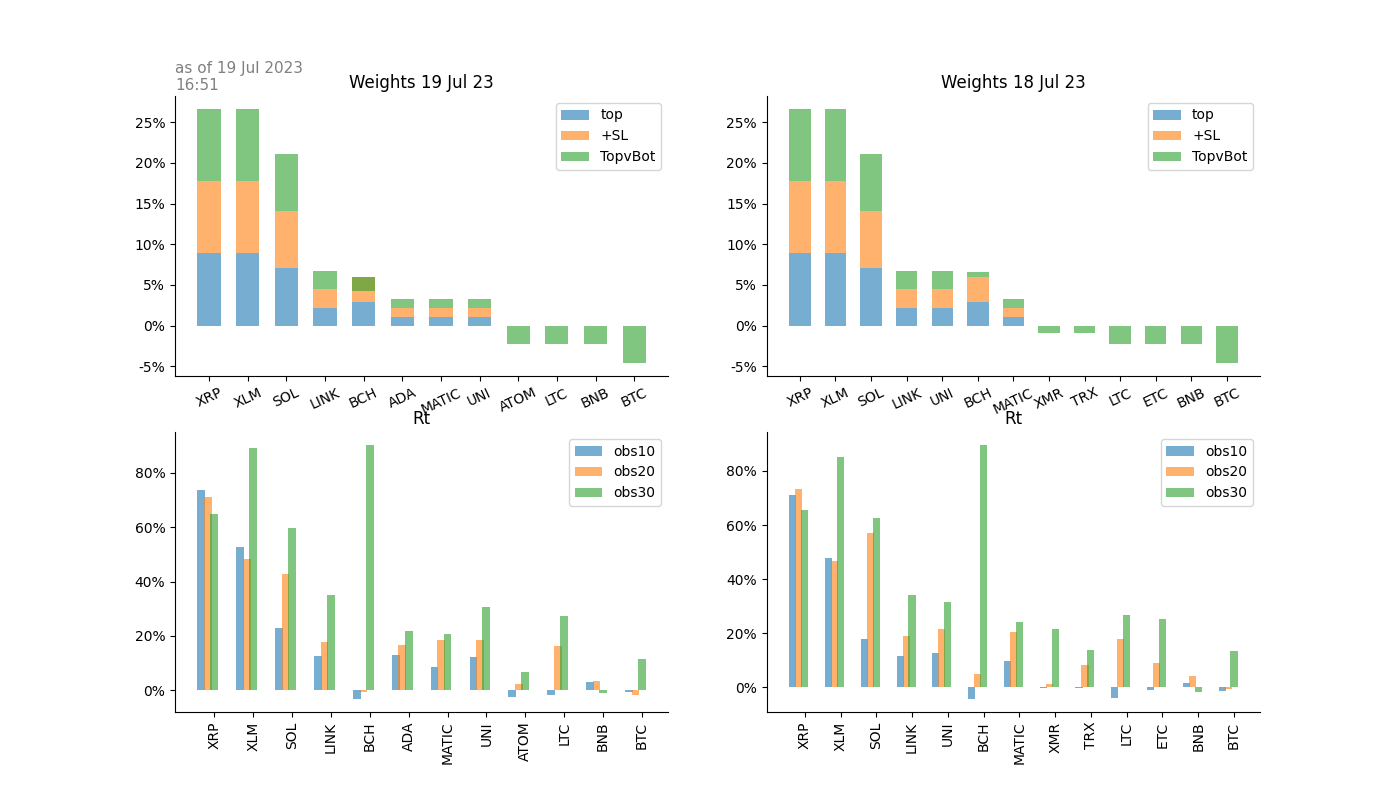 as of 19 Jul 2023
16:51
Weights 19 Jul 23
25%
20%
15%
10%
5%
0%
-5%
top
+SL
TopvBot
XRP XLM SOL LINK BCH ADA MATIC UNI ATOM LTC BNB BTC
Weights 18 Jul 23
25%
20%
15%
10%
5%
0%
-5%
top
+SL
TopvBot
XRP XLM SOL LINK UNI BCH MATIC XMR TRX LTC ETC BNB BTC
Rt
80%
60%
40%
20%
0%
obs10
obs20
obs30
XRP XLM SOL LINK BCH ADA MATIC UNI ATOM LTC BNB BTC
Rt
80%
60%
40%
20%
0%
obs10
obs20
obs30
XRP XLM SOL LINK UNI BCH MATIC XMR TRX LTC ETC BNB BTC